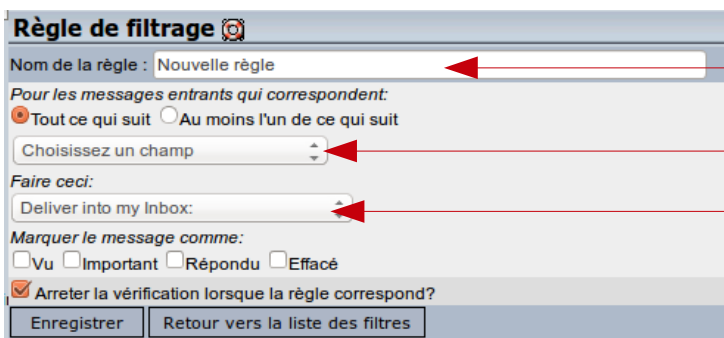 Règle de filtrage
Nom de la règle : Nouvelle règle
Pour les messages entrants qui correspondent:
Tout ce qui suit Au moins l'un de ce qui suit
Choisissez un champ
Faire ceci:
Deliver into my Inbox:
Marquer le message comme:
Vu Important Répondu Effacé
Arreter la vérification lorsque la règle correspond?
Enregistrer Retour vers la liste des filtres